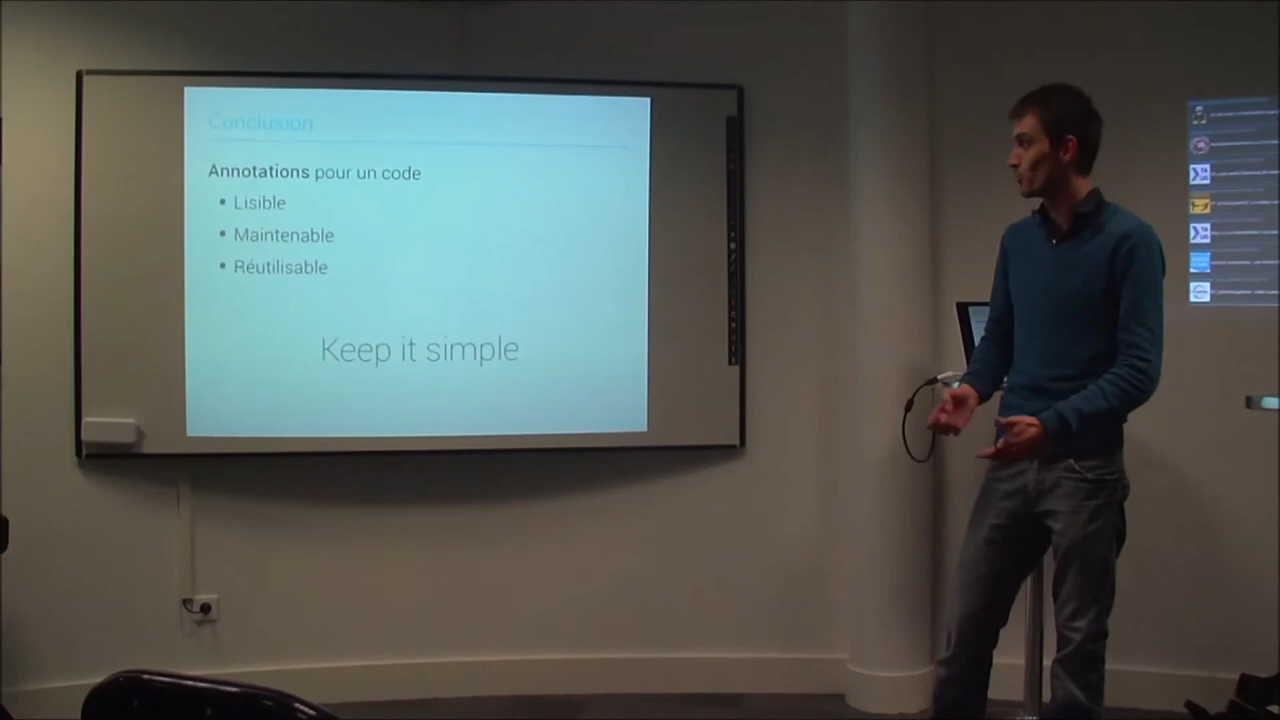 Conclusion
Annotations pour un code
• Lisible
• Maintenable
• Réutilisable
Keep it simple